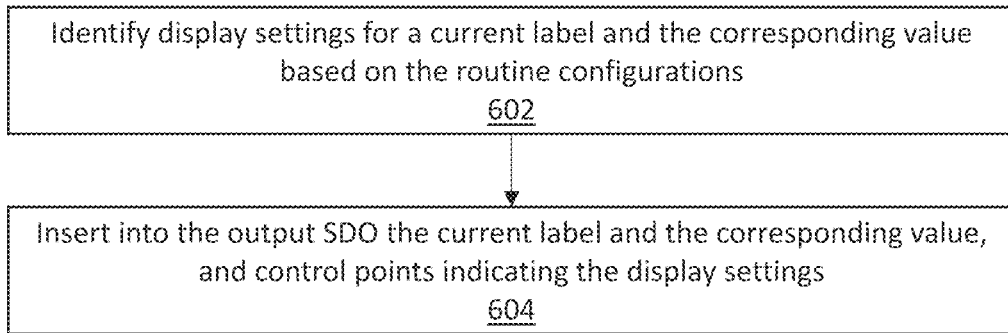 Identify display settings for a current label and the corresponding value
based on the routine configurations
602
Insert into the output SDO the current label and the corresponding value,
and control points indicating the display settings
604